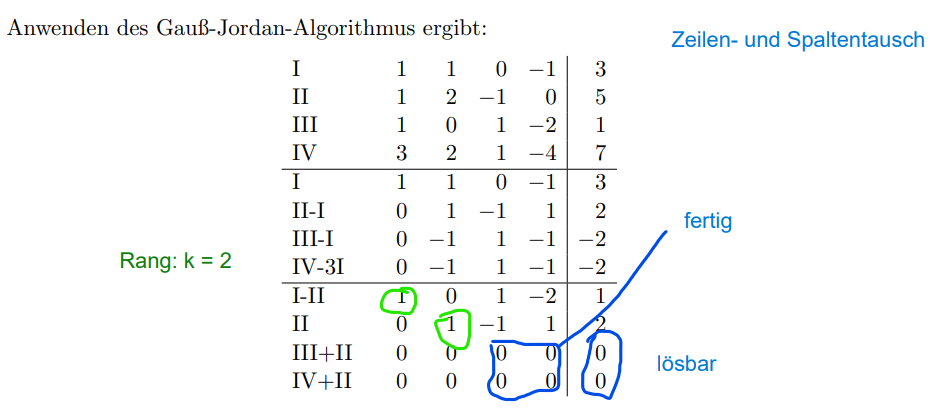 Anwenden des Gauß-Jordan-Algorithmus ergibt:
Zeilen- und Spaltentausch
I 1 1 0 −1 3
II 1 2 −1 0 5
III 1 0 1 −2 1
IV 3 2 1 −4 7
I 1 1 0 −1 3
II-I 0 1 −1 1 2
fertig
III-I 0 −1 1 −1 −2
Rang: k = 2
IV-3I 0 −1 1 −1 −2
I-II 1 0 1 −2 1
II 0 1 −1 1 2
III+II 0 0 0 0 0
lösbar
IV+II 0 0 0 0 0